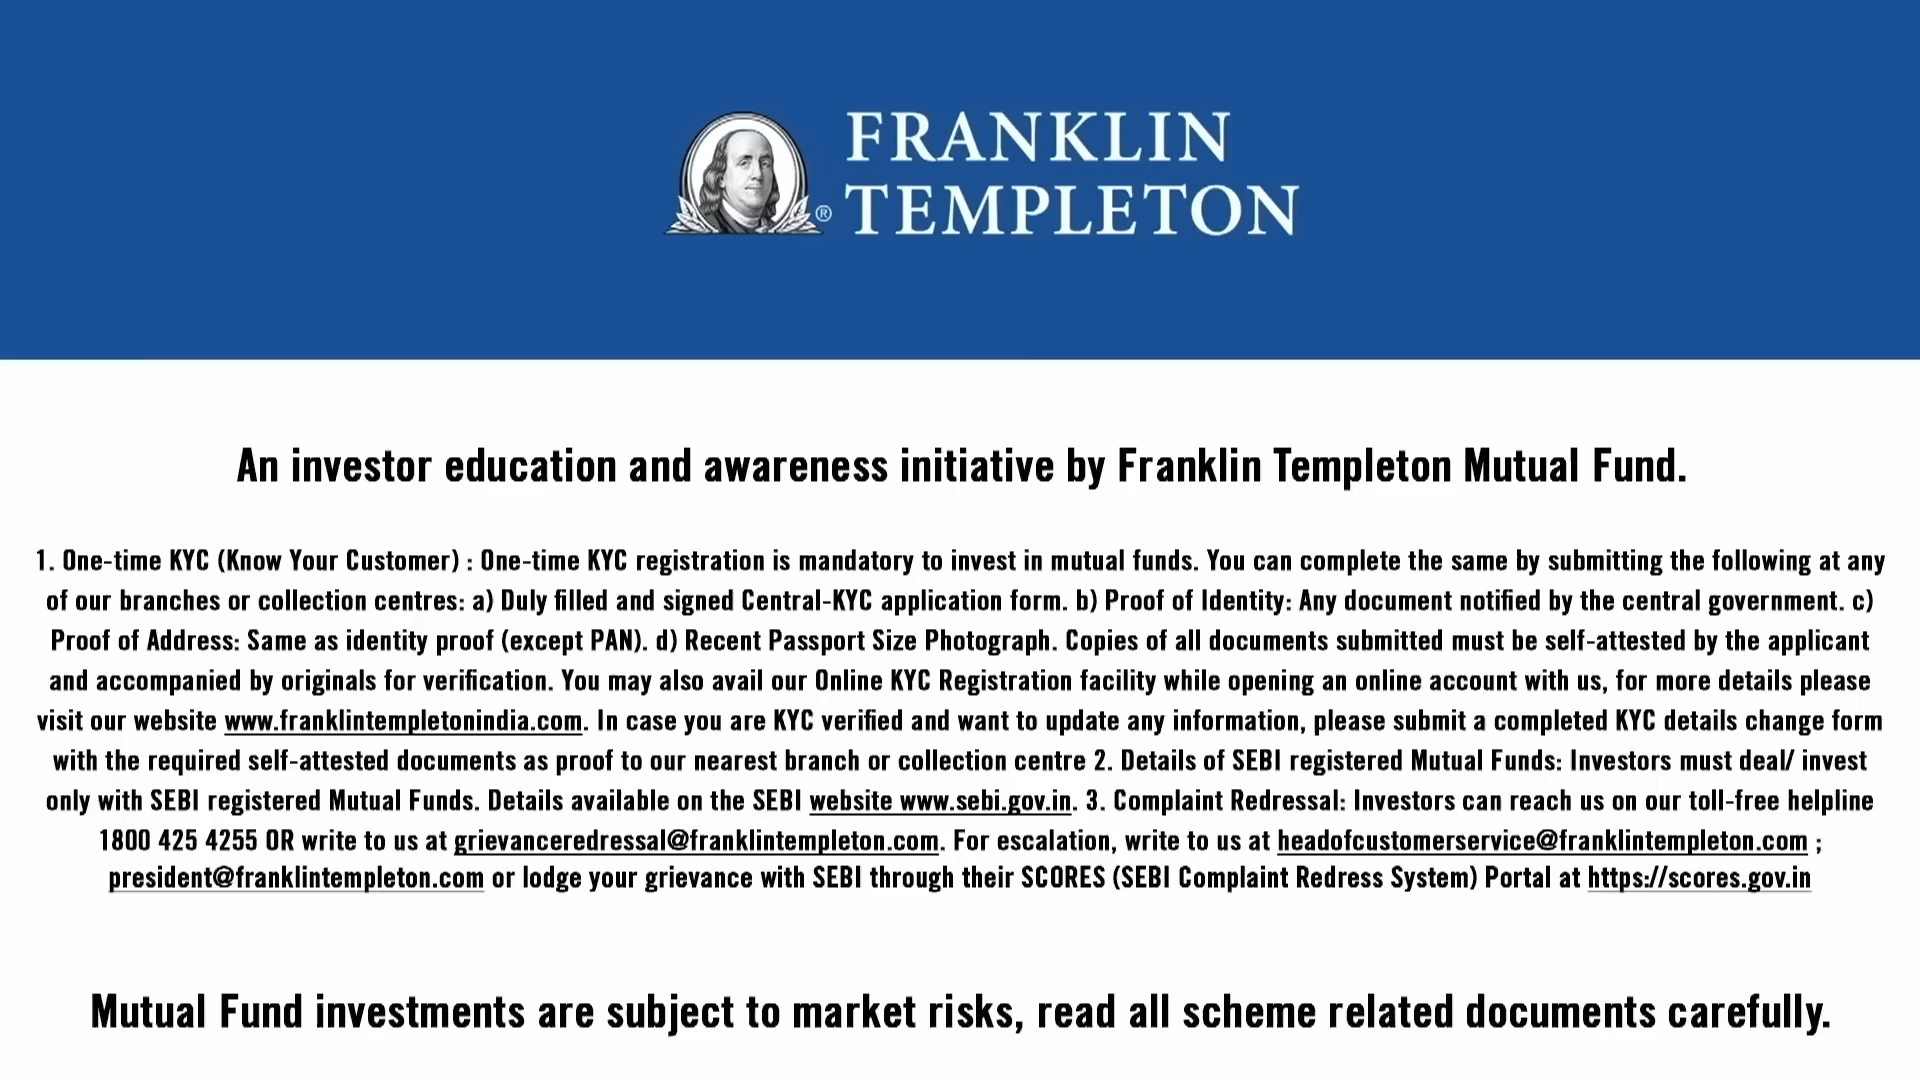 FRANKLIN
TEMPLETON
®
An investor education and awareness initiative by Franklin Templeton Mutual Fund.
1. One-time KYC (Know Your Customer) : One-time KYC registration is mandatory to invest in mutual funds. You can complete the same by submitting the following at any
of our branches or collection centres: a) Duly filled and signed Central-KYC application form. b) Proof of Identity: Any document notified by the central government. c)
Proof of Address: Same as identity proof (except PAN). d) Recent Passport Size Photograph. Copies of all documents submitted must be self-attested by the applicant
and accompanied by originals for verification. You may also avail our Online KYC Registration facility while opening an online account with us, for more details please
visit our website www.franklintempletonindia.com. In case you are KYC verified and want to update any information, please submit a completed KYC details change form
with the required self-attested documents as proof to our nearest branch or collection centre 2. Details of SEBI registered Mutual Funds: Investors must deal/ invest
only with SEBI registered Mutual Funds. Details available on the SEBI website www.sebi.gov.in. 3. Complaint Redressal: Investors can reach us on our toll-free helpline
1800 425 4255 OR write to us at grievanceredressal@franklintempleton.com. For escalation, write to us at headofcustomerservice@franklintempleton.com ;
president@franklintempleton.com or lodge your grievance with SEBI through their SCORES (SEBI Complaint Redress System) Portal at https://scores.gov.in
Mutual Fund investments are subject to market risks, read all scheme related documents carefully.